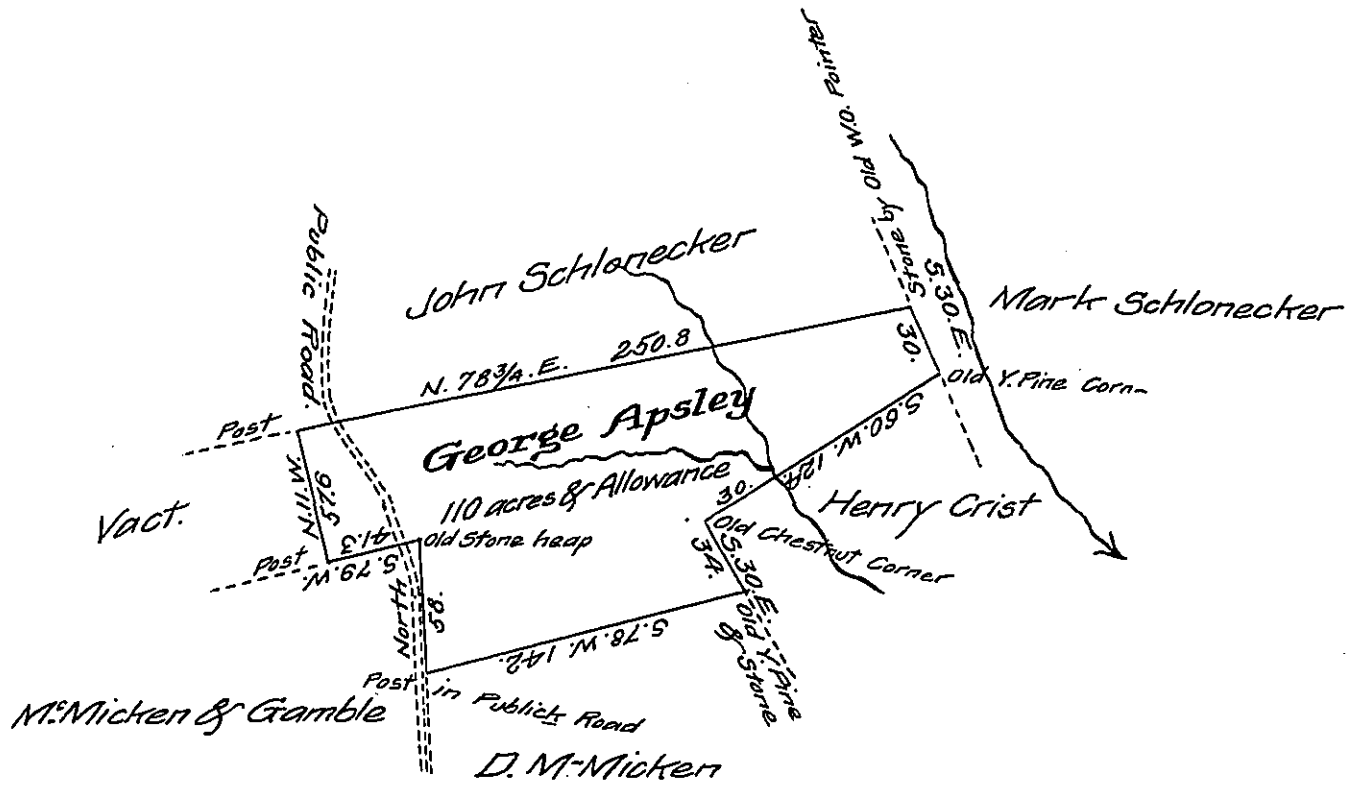 Stone by Old W.O. Pointer
Public Road.
John Schlonecker
S.30.E.
Mark Schlonecker
N. 78¾. E. 250.8
30.
Old Y. Pine Corn-
Post
George Apsley
S.60.W. 124.
N.11.W.
57.6
110 acres & Allowance
30.
Henry Crist
Vact.
41.3
S.79.W.
Old Stone heap
Old Chestnut Corner
Post
S.30.E.
34.
North
58.
S.78.W. 142.
Old Y. Pine
& Stone
Post in Publick Road
McMicken & Gamble
D. M-Micken